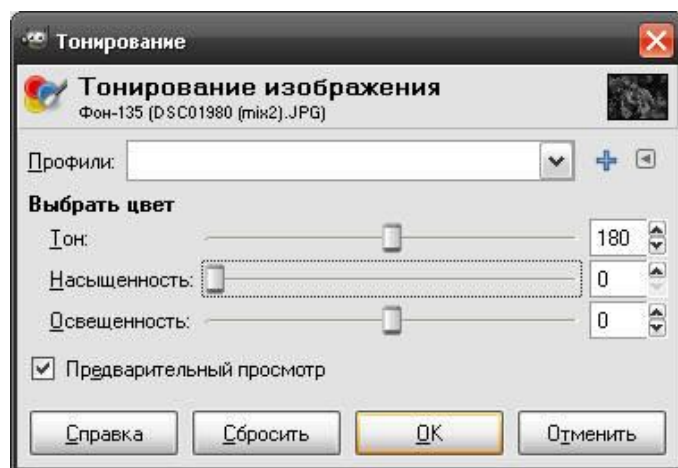 Тонирование
Тонирование изображения
Фон-135 (DSC01980 (mix2).JPG)
Профили:
Выбрать цвет
Тон: 180
Насыщенность: 0
Освещенность: 0
Предварительный просмотр
Справка Сбросить OK Отменить